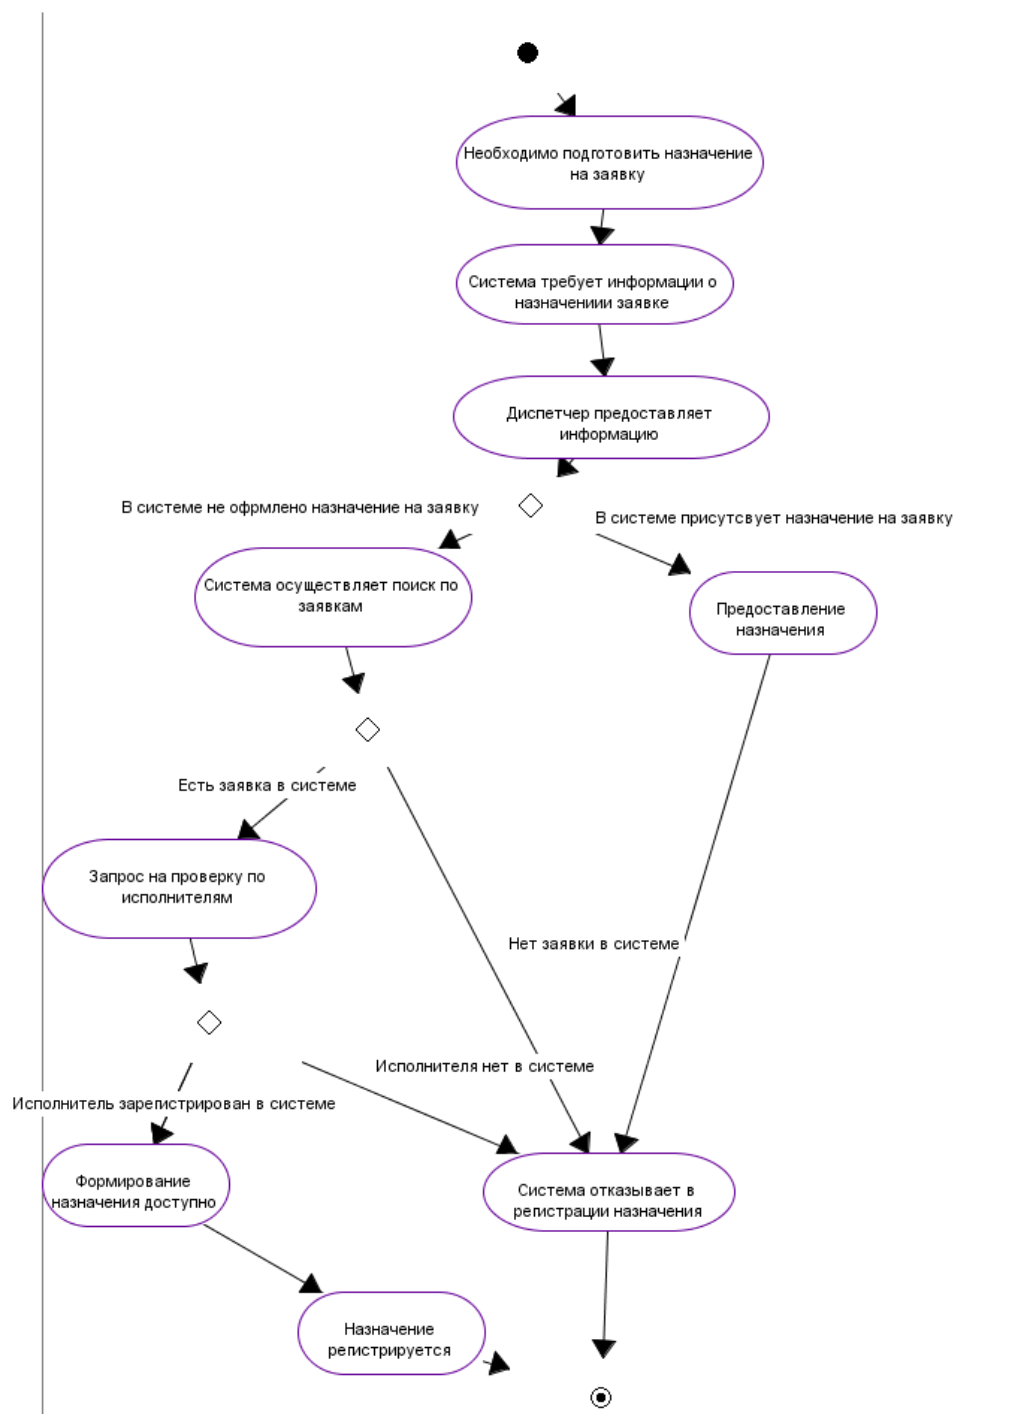 Необходимо подготовить назначение
на заявку
Система требует информации о
назначениии заявке
Диспетчер предоставляет
информацию
В системе не офрмлено назначение на заявку
В системе присутсвует назначение на заявку
Система осуществляет поиск по
заявкам
Предоставление
назначения
Есть заявка в системе
Запрос на проверку по
исполнителям
Нет заявки в системе
Исполнителя нет в системе
Исполнитель зарегистрирован в системе
Формирование
назначения доступно
Система отказывает в
регистрации назначения
Назначение
регистрируется